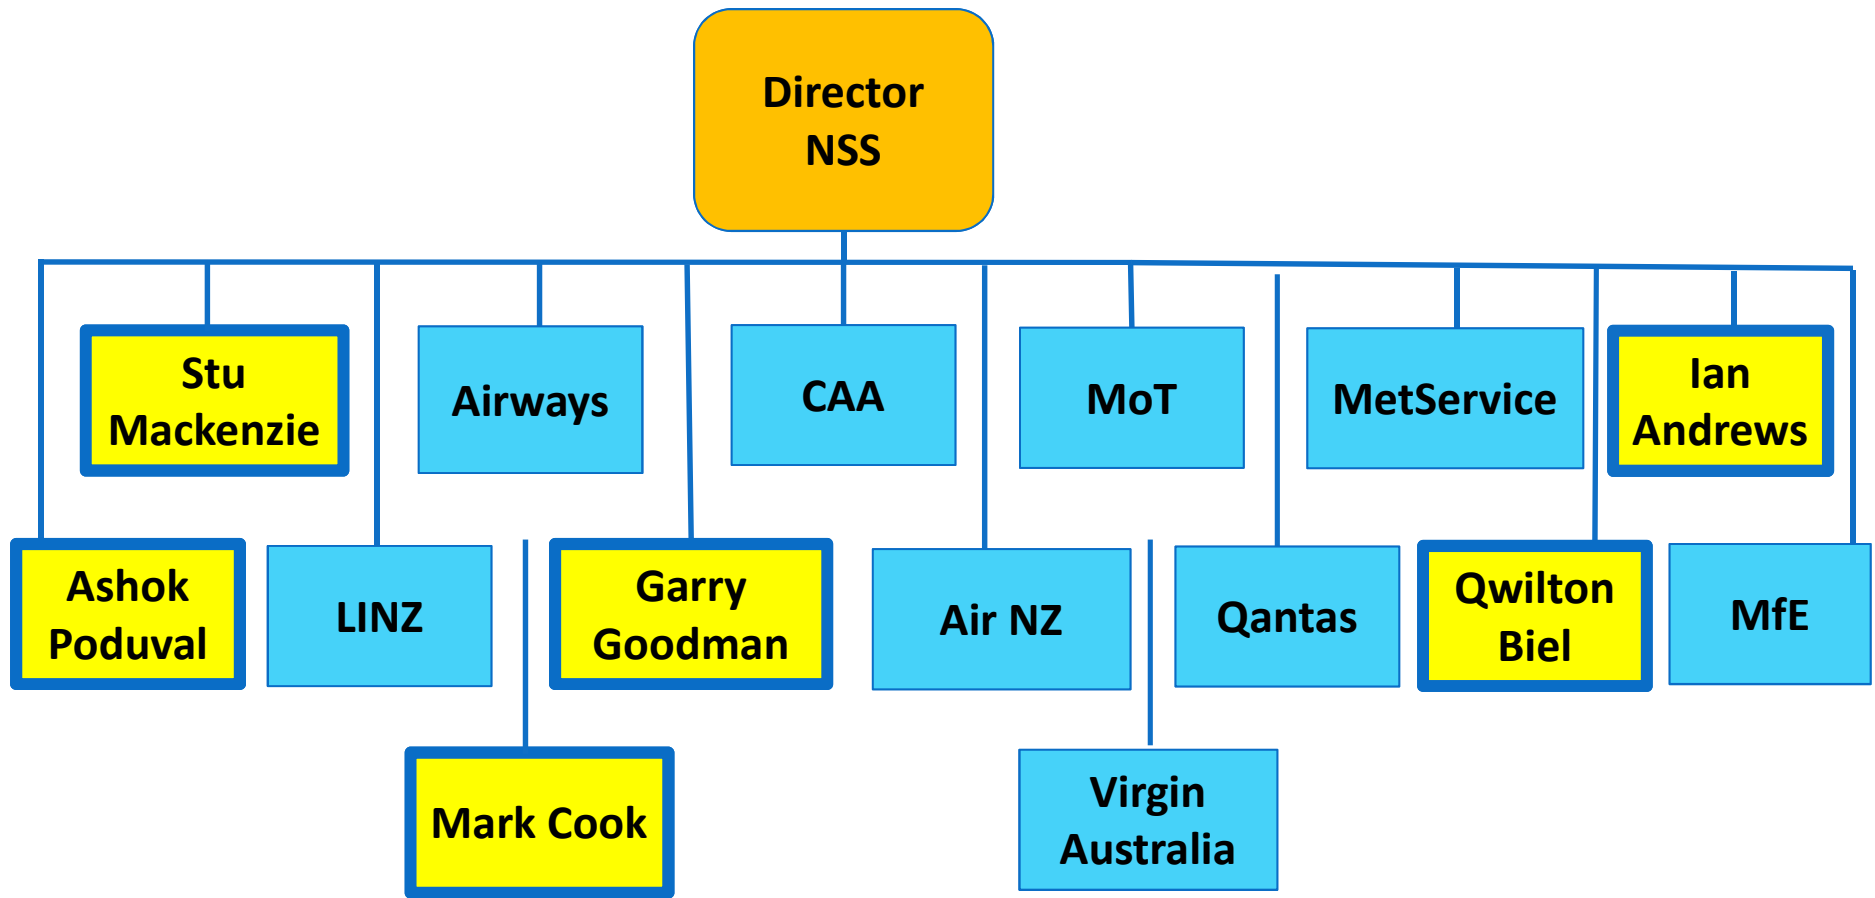 Director
NSS
Stu
Mackenzie
Airways
CAA
MoT
MetService
Ian
Andrews
Ashok
Poduval
LINZ
Garry
Goodman
Air NZ
Qantas
Qwilton
Biel
MfE
Mark Cook
Virgin
Australia